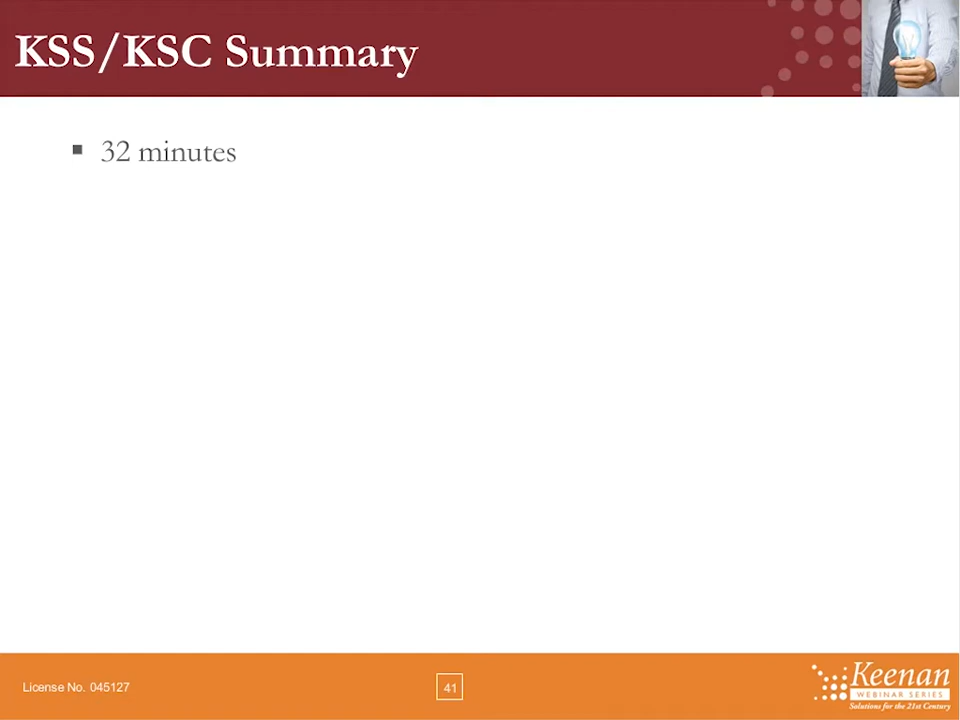 KSS/KSC Summary
32 minutes
License No. 045127
41
Keenan
WEBINAR SERIES
Solutions for the 21st Century